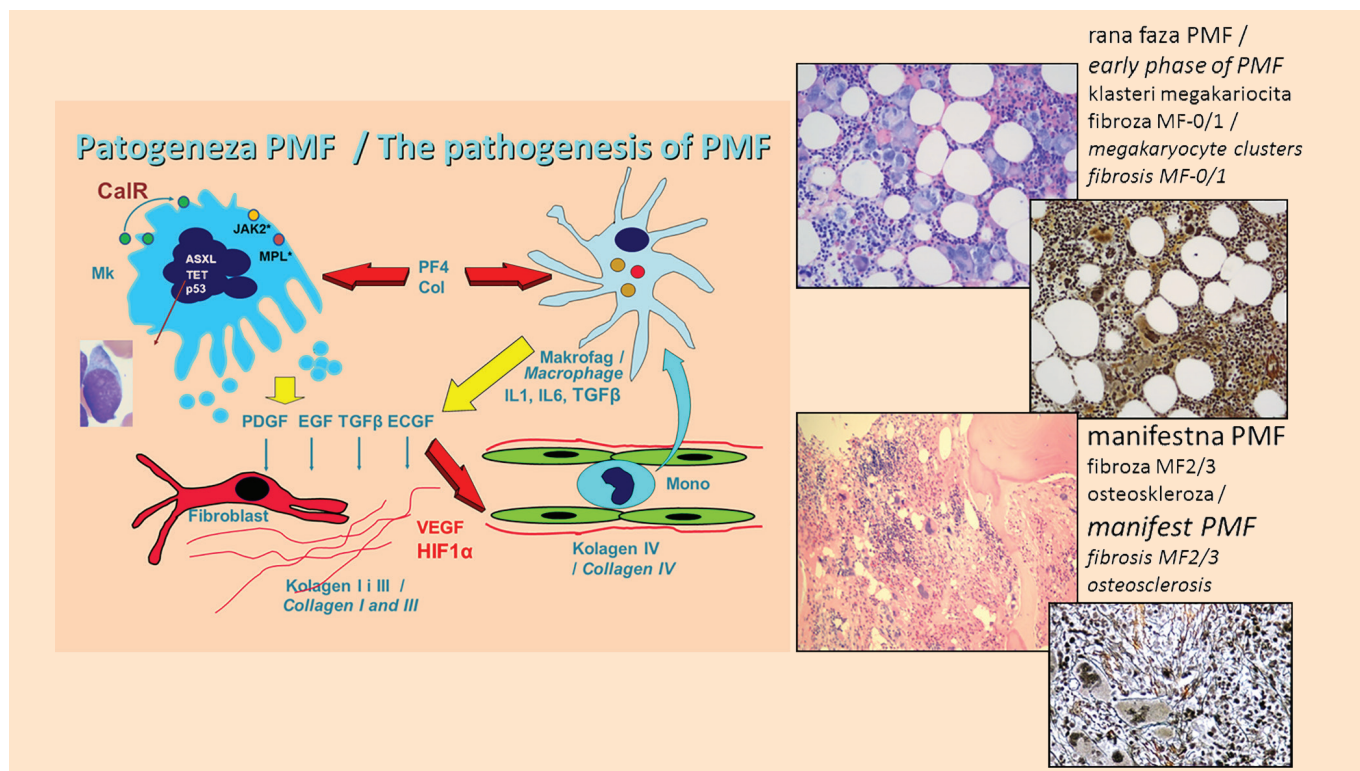 Patogeneza PMF / The pathogenesis of PMF
CalR
JAK2*
MPL*
Mk
ASXL
TET
p53
PF4
Col
Makrofag /
Macrophage
IL1, IL6, TGFβ
PDGF EGF TGFβ ECGF
Fibroblast
Mono
VEGF
HIF1α
Kolagen IV
/ Collagen IV
Kolagen I i III /
Collagen I and III
rana faza PMF /
early phase of PMF
klasteri megakariocita
fibroza MF-0/1 /
megakaryocyte clusters
fibrosis MF-0/1
manifestna PMF
fibroza MF2/3
osteoskleroza /
manifest PMF
fibrosis MF2/3
osteosclerosis